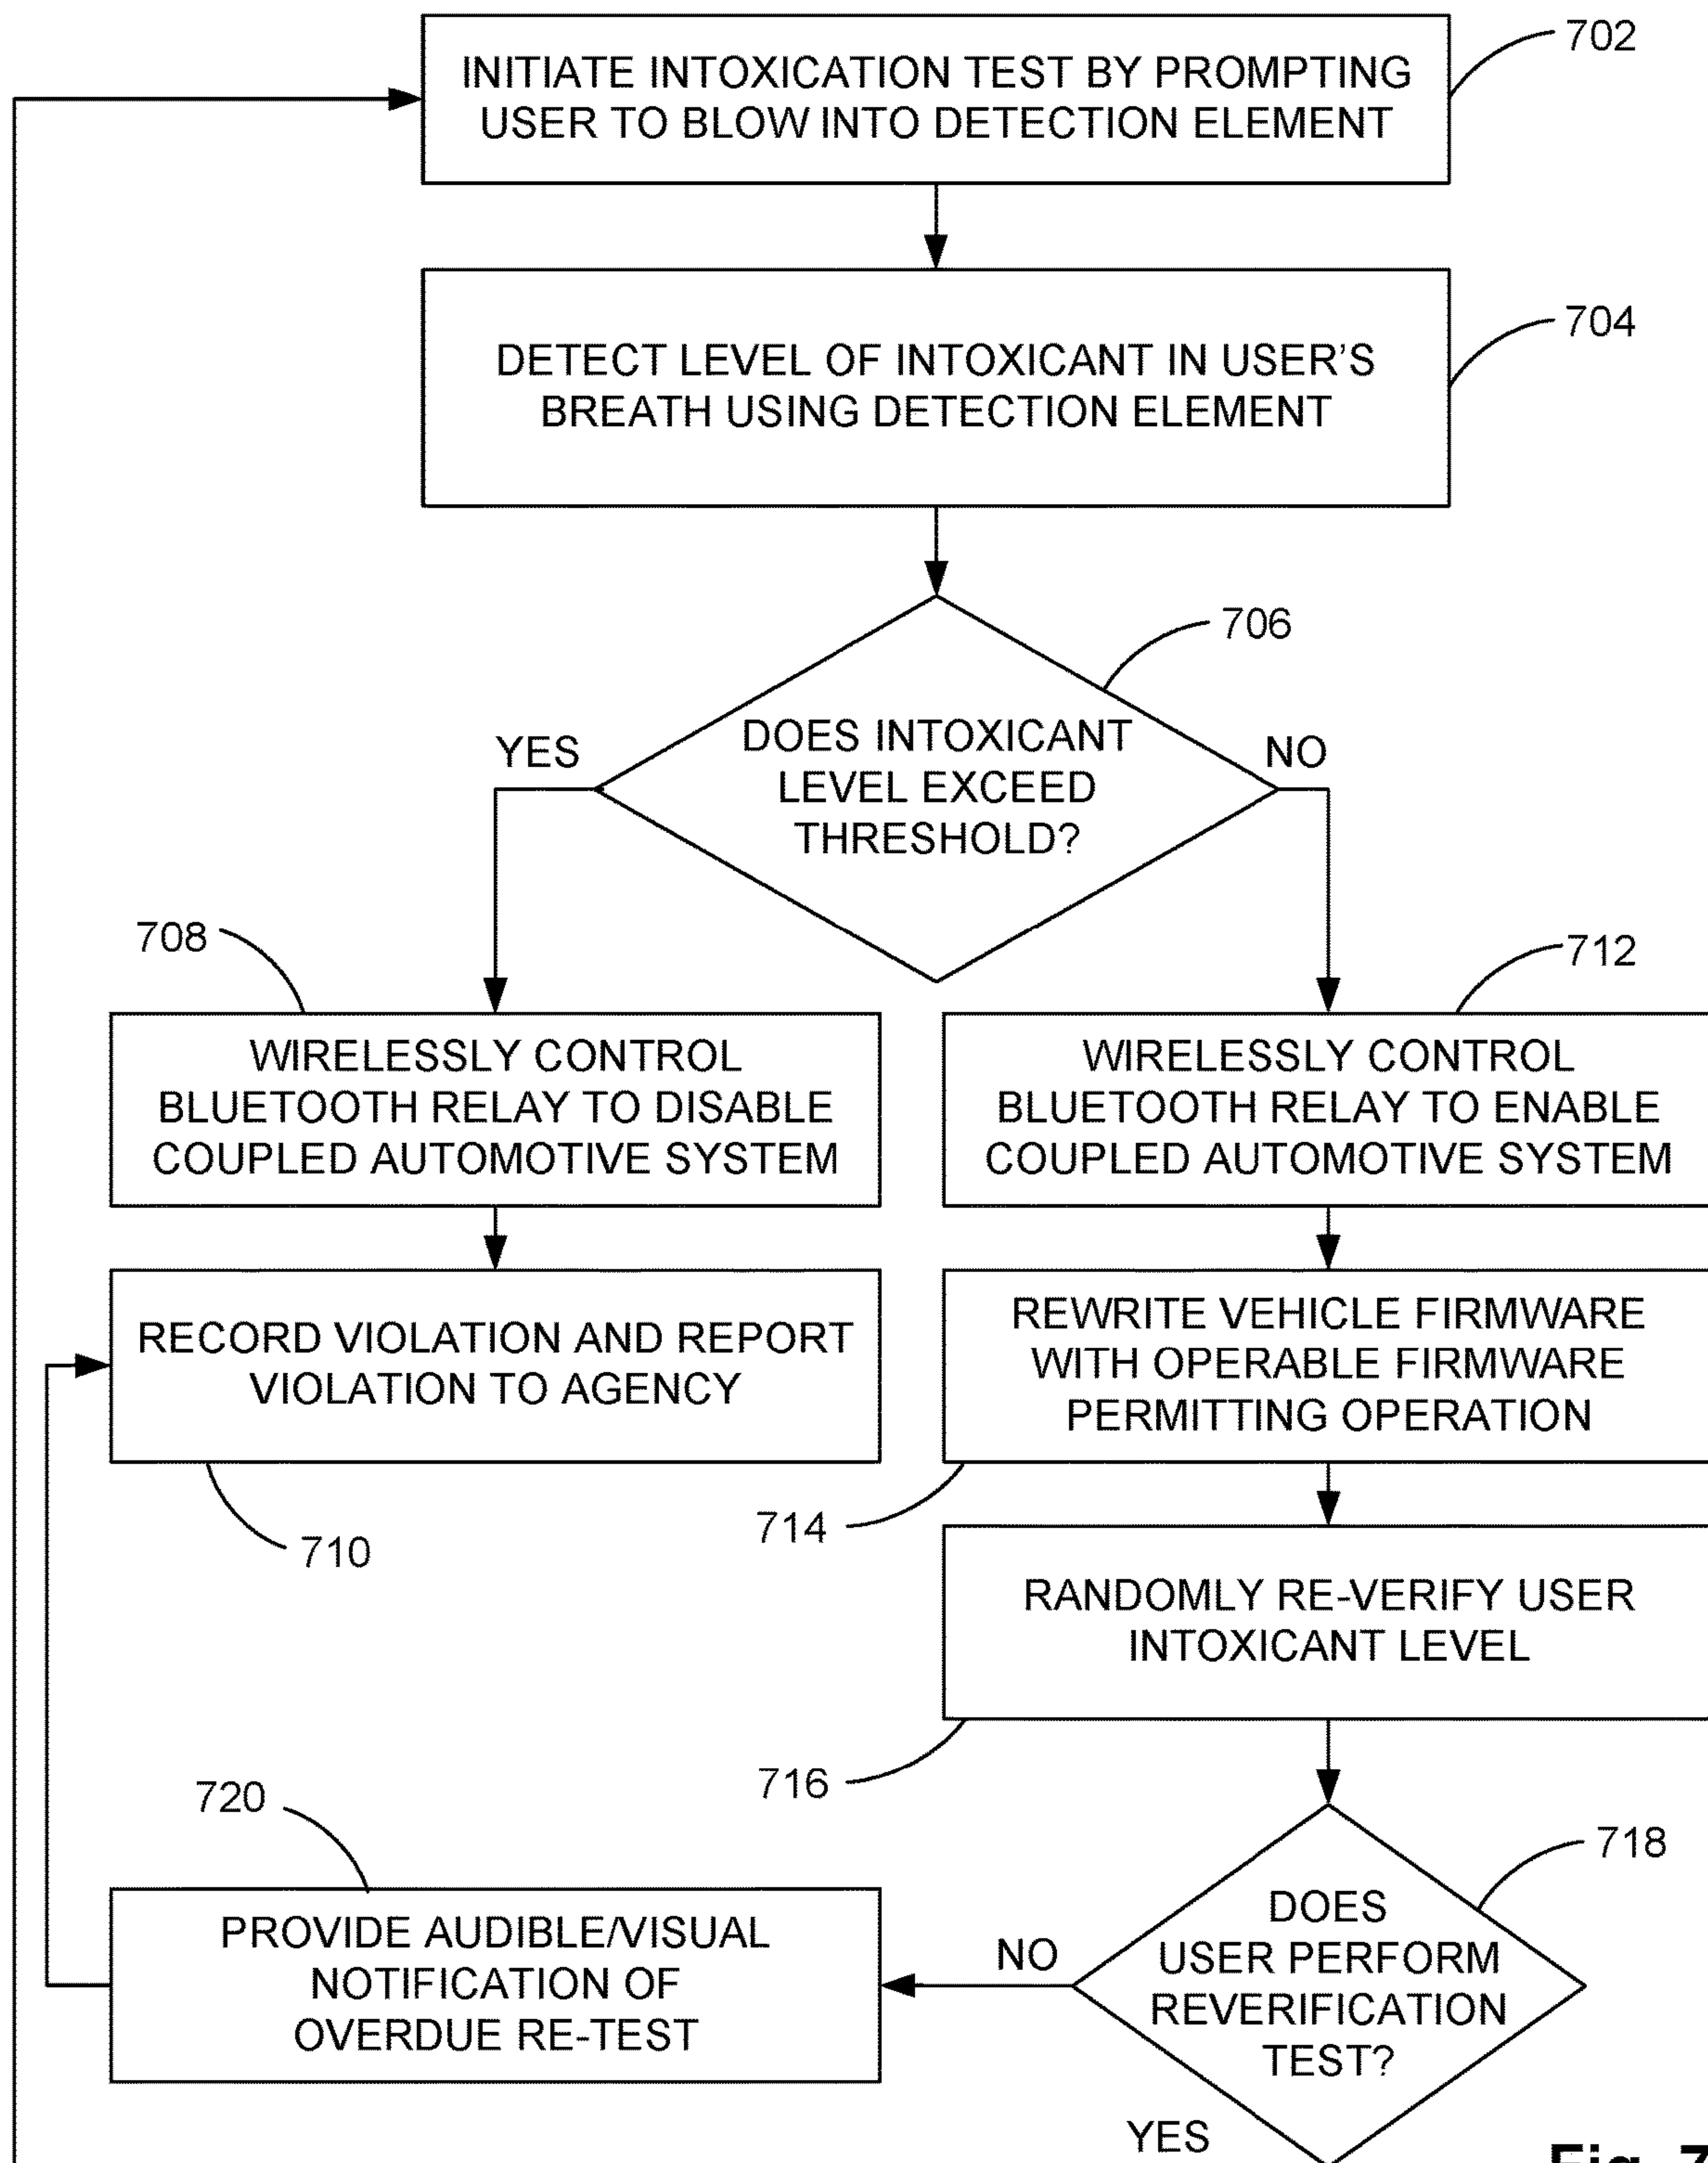 702
INITIATE INTOXICATION TEST BY PROMPTING
USER TO BLOW INTO DETECTION ELEMENT
704
DETECT LEVEL OF INTOXICANT IN USER'S
BREATH USING DETECTION ELEMENT
706
DOES INTOXICANT
LEVEL EXCEED
THRESHOLD?
YES
NO
708
WIRELESSLY CONTROL
BLUETOOTH RELAY TO DISABLE
COUPLED AUTOMOTIVE SYSTEM
712
WIRELESSLY CONTROL
BLUETOOTH RELAY TO ENABLE
COUPLED AUTOMOTIVE SYSTEM
RECORD VIOLATION AND REPORT
VIOLATION TO AGENCY
710
REWRITE VEHICLE FIRMWARE
WITH OPERABLE FIRMWARE
PERMITTING OPERATION
714
RANDOMLY RE-VERIFY USER
INTOXICANT LEVEL
716
718
DOES
USER PERFORM
REVERIFICATION
TEST?
NO
720
PROVIDE AUDIBLE/VISUAL
NOTIFICATION OF
OVERDUE RE-TEST
YES
Fig. 7